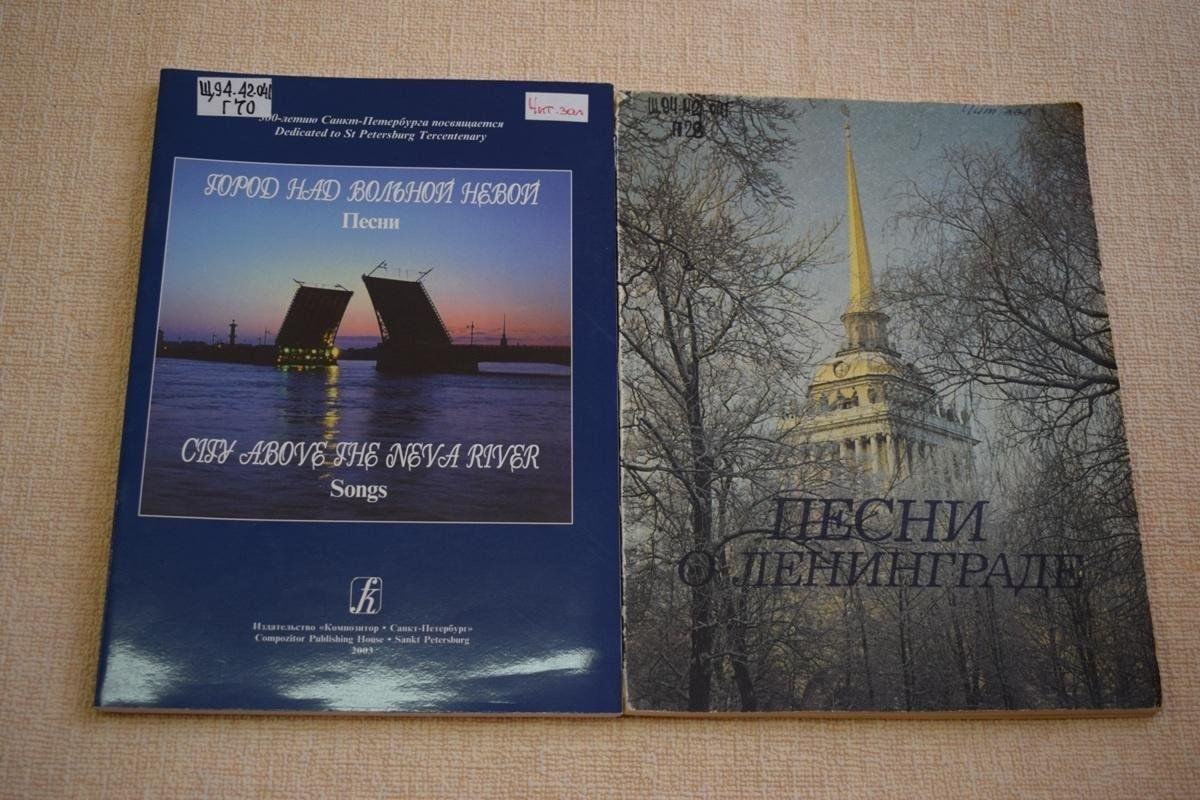 Щ94.42.04
Г70
Чит. зал
300-летию Санкт-Петербурга посвящается
Dedicated to St Petersburg Tercentenary
ГОРОД НАД ВОЛЬНОЙ НЕВОЙ
Песни
CITY ABOVE THE NEVA RIVER
Songs
Издательство «Композитор • Санкт-Петербург»
Compozitor Publishing House • Sankt Petersburg
2003
П28
ПЕСНИ
О ЛЕНИНГРАДЕ